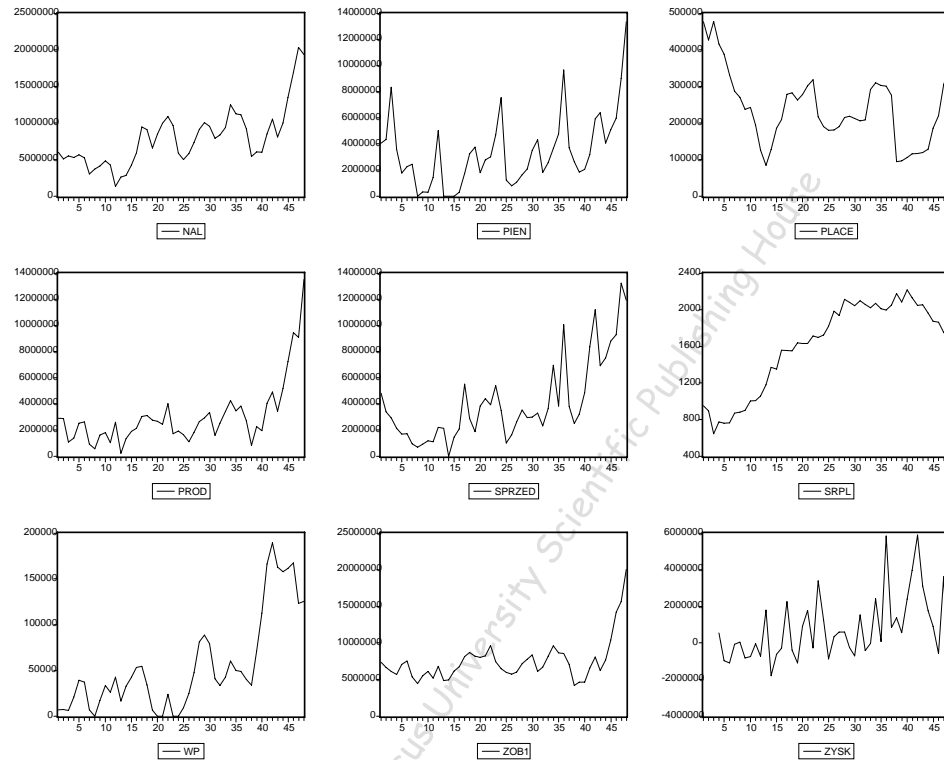 25000000 14000000 500000
20000000 12000000 400000
15000000 10000000 300000
10000000 8000000 200000
5000000 6000000 100000
0 4000000 0
2000000
0
5 10 15 20 25 30 35 40 45 5 10 15 20 25 30 35 40 45 5 10 15 20 25 30 35 40 45
NAL PIEN PLACE
14000000 14000000 2400
12000000 12000000 2000
10000000 10000000 1600
8000000 8000000 1200
6000000 6000000 800
4000000 4000000 400
2000000 2000000
0 0
5 10 15 20 25 30 35 40 45 5 10 15 20 25 30 35 40 45 5 10 15 20 25 30 35 40 45
PROD SPRZED SRPL
200000 25000000 6000000
150000 20000000 4000000
100000 15000000 2000000
50000 10000000 0
0 5000000 -2000000
0 -4000000
5 10 15 20 25 30 35 40 45 5 10 15 20 25 30 35 40 45 5 10 15 20 25 30 35 40 45
WP ZOB1 ZYSK
University Scientific Publishing House